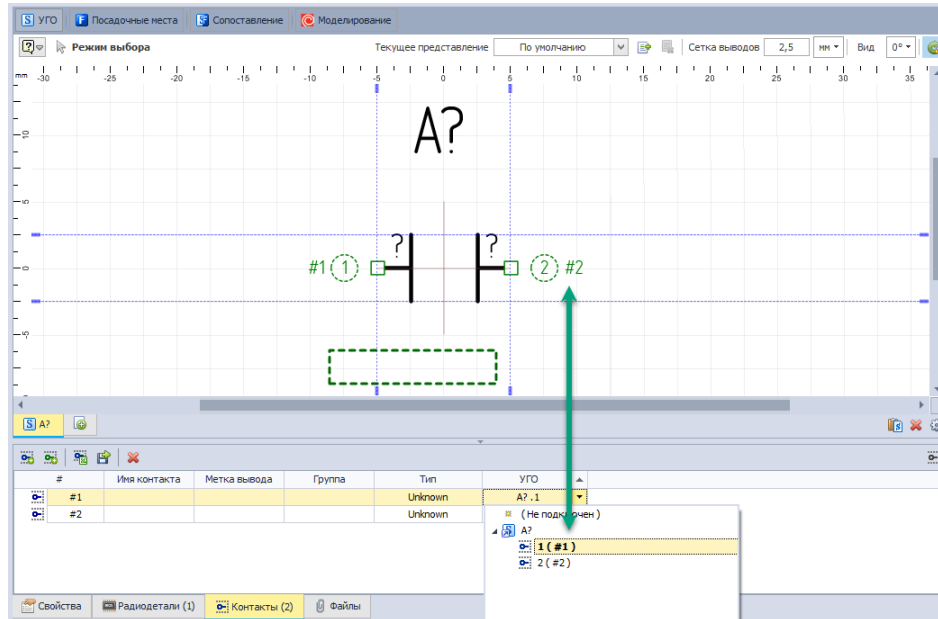 S УГО F Посадочные места SF Сопоставление Моделирование
? Режим выбора Текущее представление По умолчанию Сетка выводов 2,5 мм Вид 0°
mm -30 -25 -20 -15 -10 -5 0 5 10 15 20 25 30 35
10
5
0
-5
A?
? ?
#1 1 2 #2
S A?
# Имя контакта Метка вывода Группа Тип УГО
#1 Unknown A? .1
#2 Unknown
(Не подключен)
A?
1 ( #1 )
2 ( #2)
Свойства Радиодетали (1) Контакты (2) Файлы